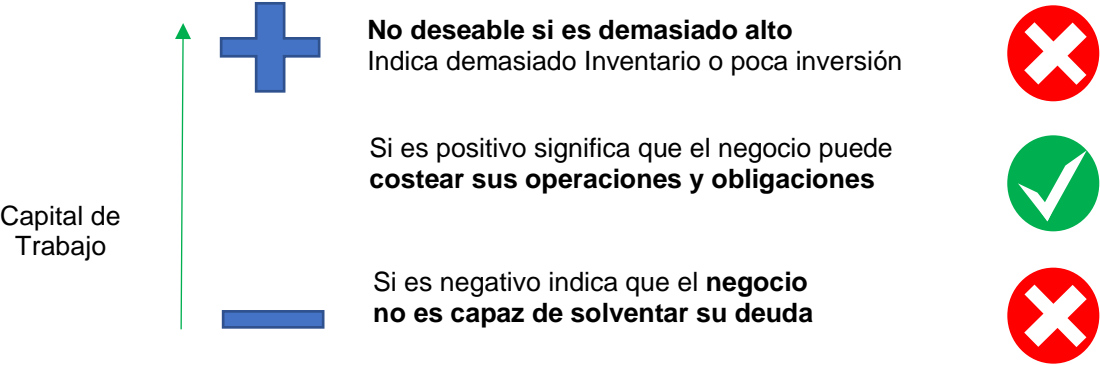 No deseable si es demasiado alto
Indica demasiado Inventario o poca inversión
Si es positivo significa que el negocio puede
costear sus operaciones y obligaciones
Capital de
Trabajo
Si es negativo indica que el negocio
no es capaz de solventar su deuda